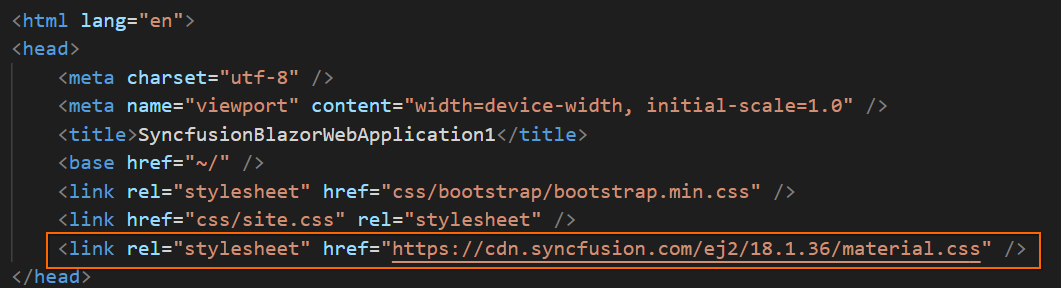 <html lang="en">
<head>
<meta charset="utf-8" />
<meta name="viewport" content="width=device-width, initial-scale=1.0" />
<title>SyncfusionBlazorWebApplication1</title>
<base href="~/" />
<link rel="stylesheet" href="css/bootstrap/bootstrap.min.css" />
<link href="css/site.css" rel="stylesheet" />
<link rel="stylesheet" href="https://cdn.syncfusion.com/ej2/18.1.36/material.css" />
</head>